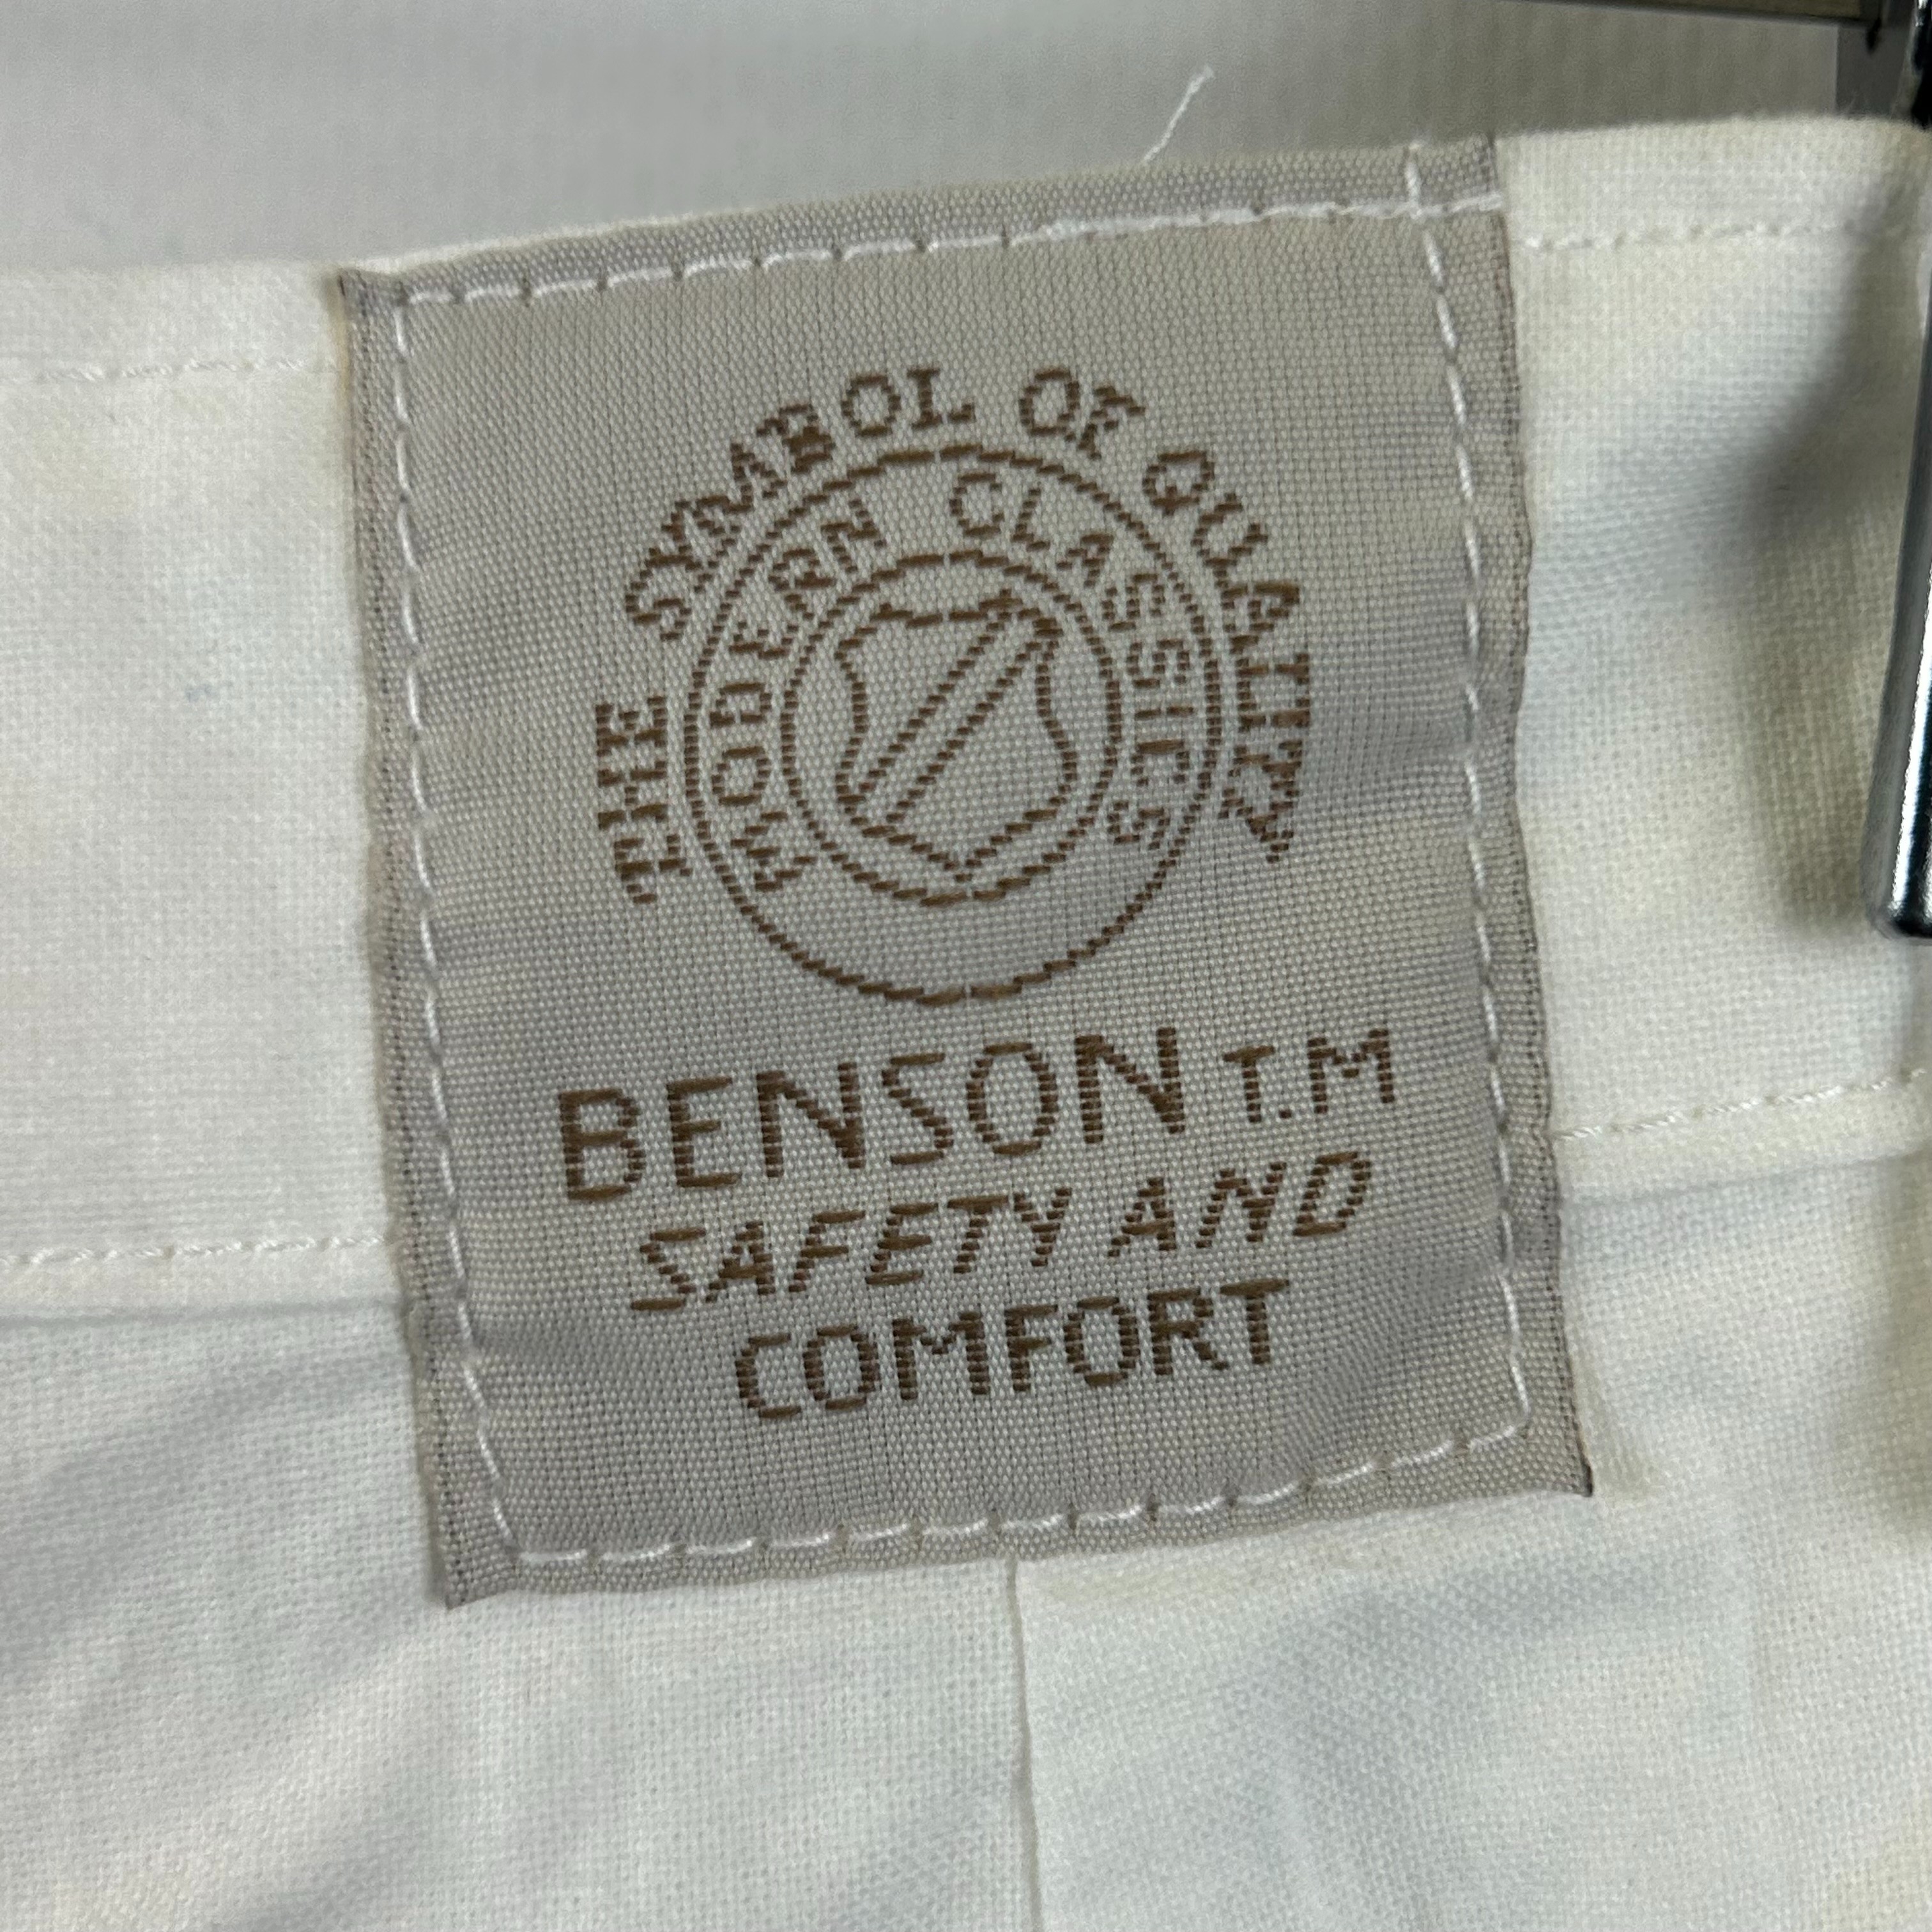 THE SYMBOL OF QUALITY
MODERN CLASSICS
BENSON T.M
SAFETY AND
COMFORT